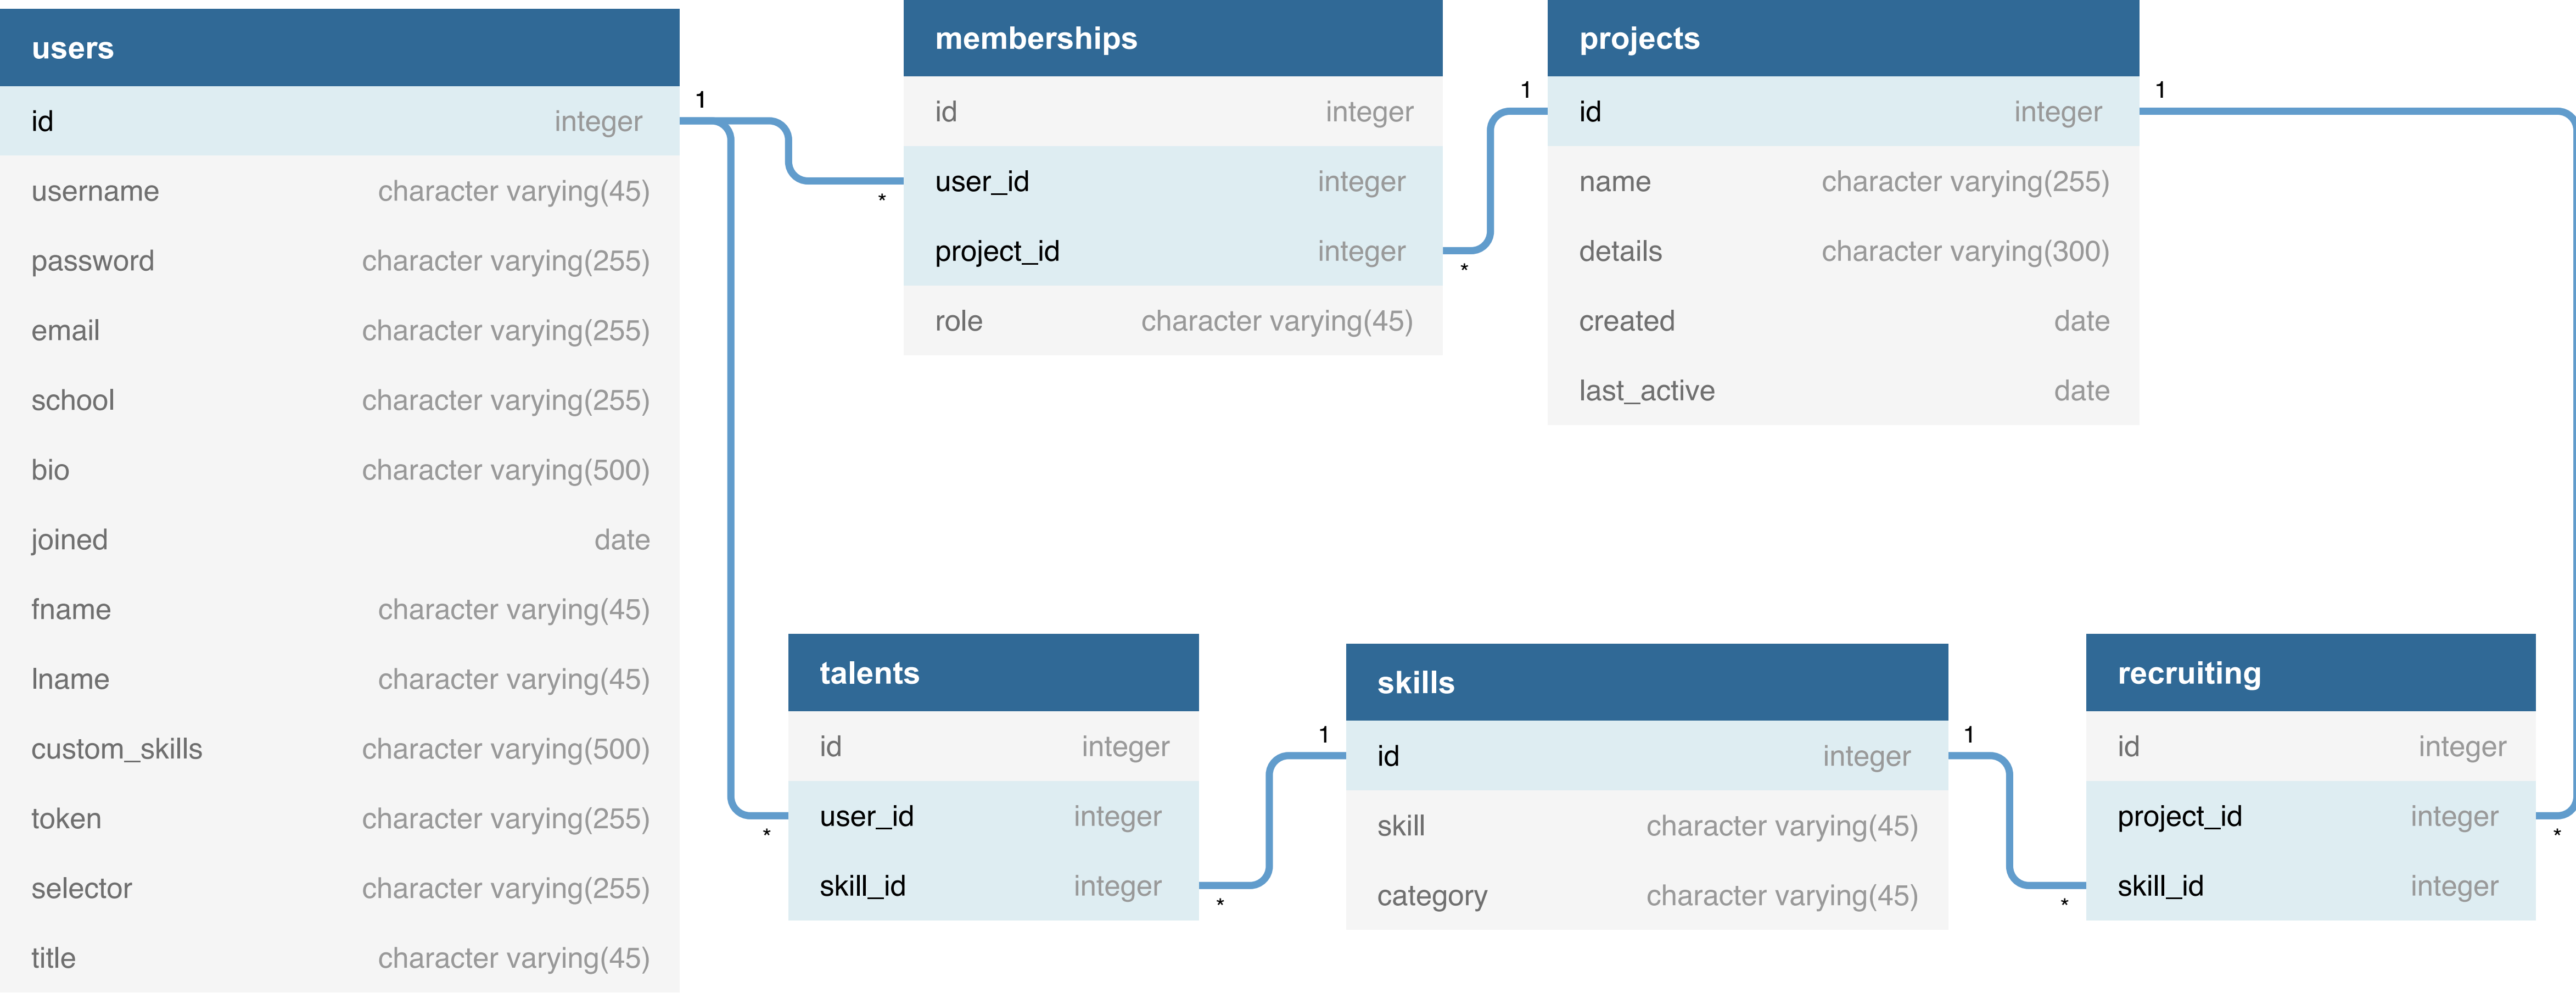 users
id integer
username character varying(45)
password character varying(255)
email character varying(255)
school character varying(255)
bio character varying(500)
joined date
fname character varying(45)
lname character varying(45)
custom_skills character varying(500)
token character varying(255)
selector character varying(255)
title character varying(45)
1
*
*
memberships
id integer
user_id integer
project_id integer
role character varying(45)
1
*
projects
id integer
name character varying(255)
details character varying(300)
created date
last_active date
1
*
talents
id integer
user_id integer
skill_id integer
1
*
skills
id integer
skill character varying(45)
category character varying(45)
1
*
recruiting
id integer
project_id integer
skill_id integer